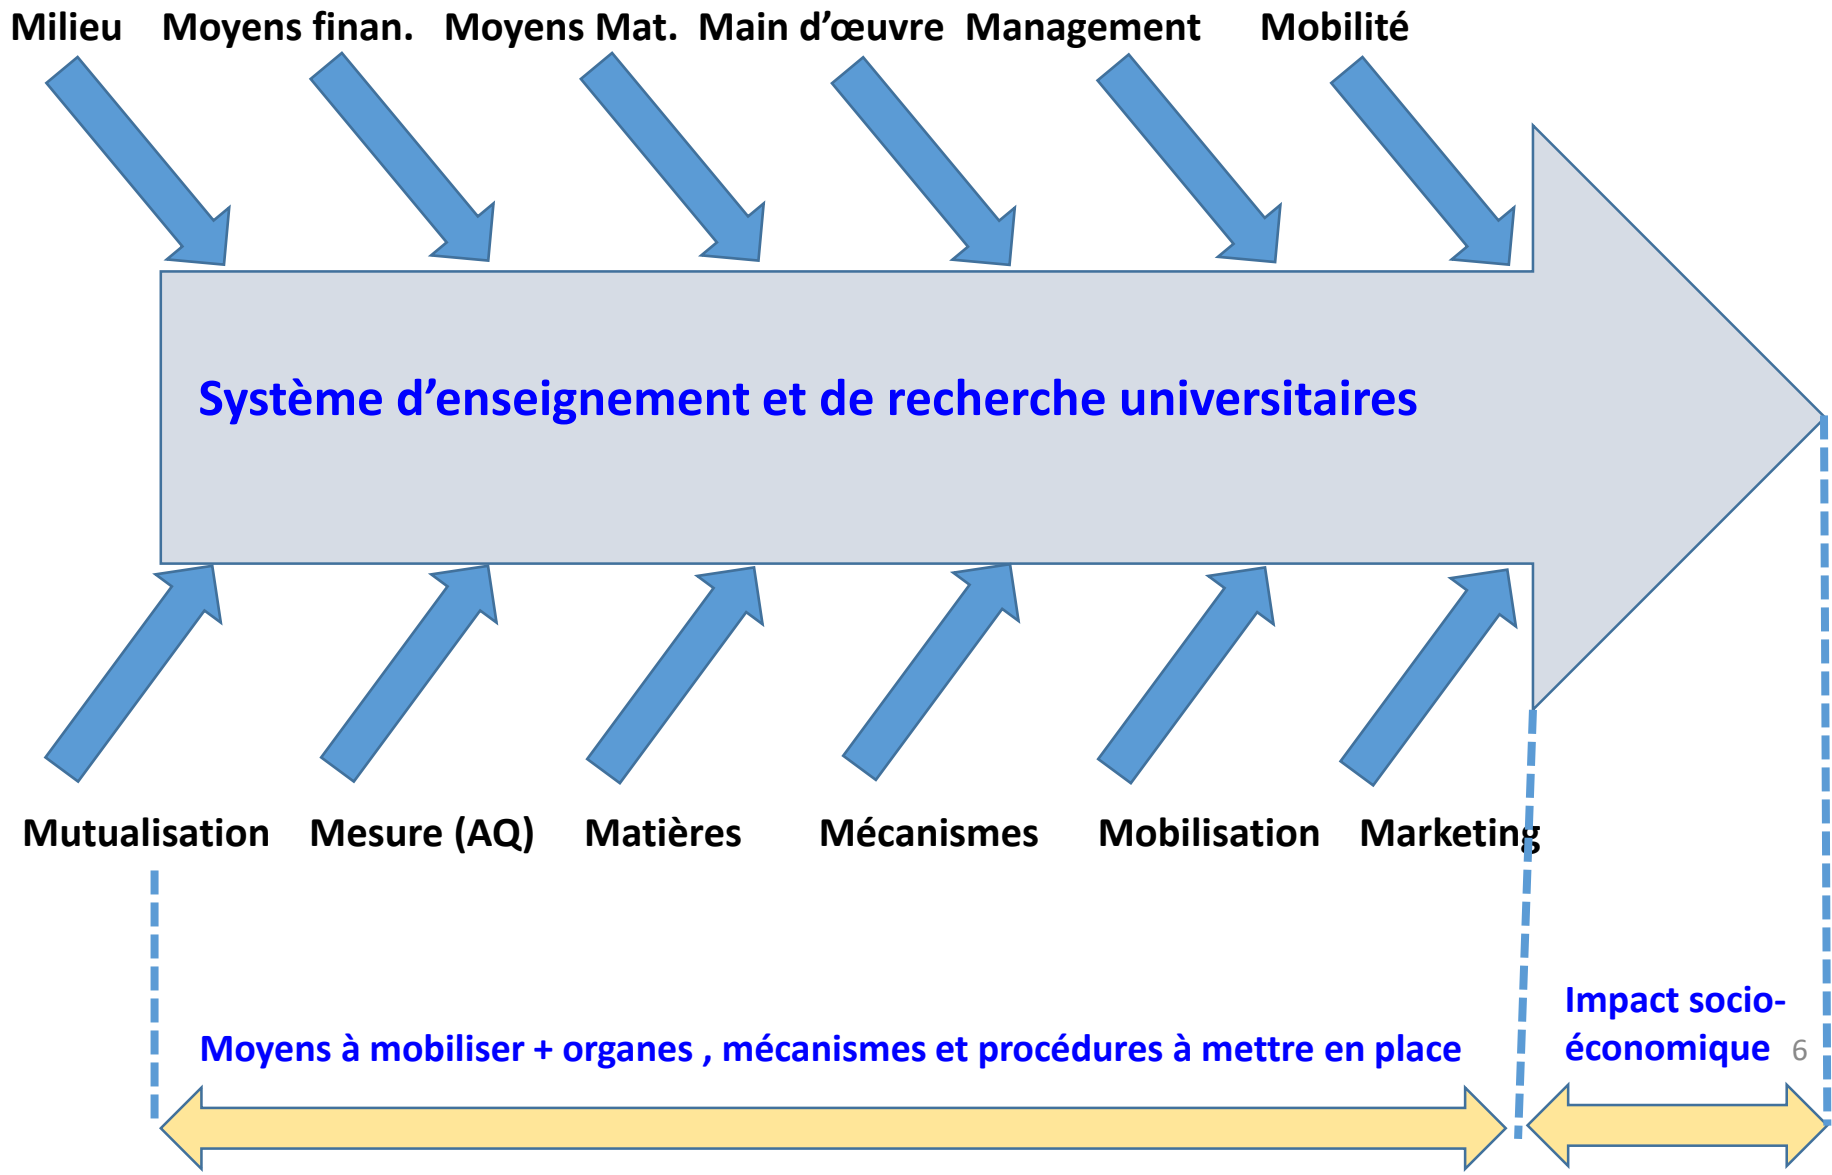 Milieu Moyens finan. Moyens Mat. Main d’œuvre Management Mobilité
Système d’enseignement et de recherche universitaires
Mutualisation Mesure (AQ) Matières Mécanismes Mobilisation Marketing
Moyens à mobiliser + organes , mécanismes et procédures à mettre en place
Impact socio-
économique
6